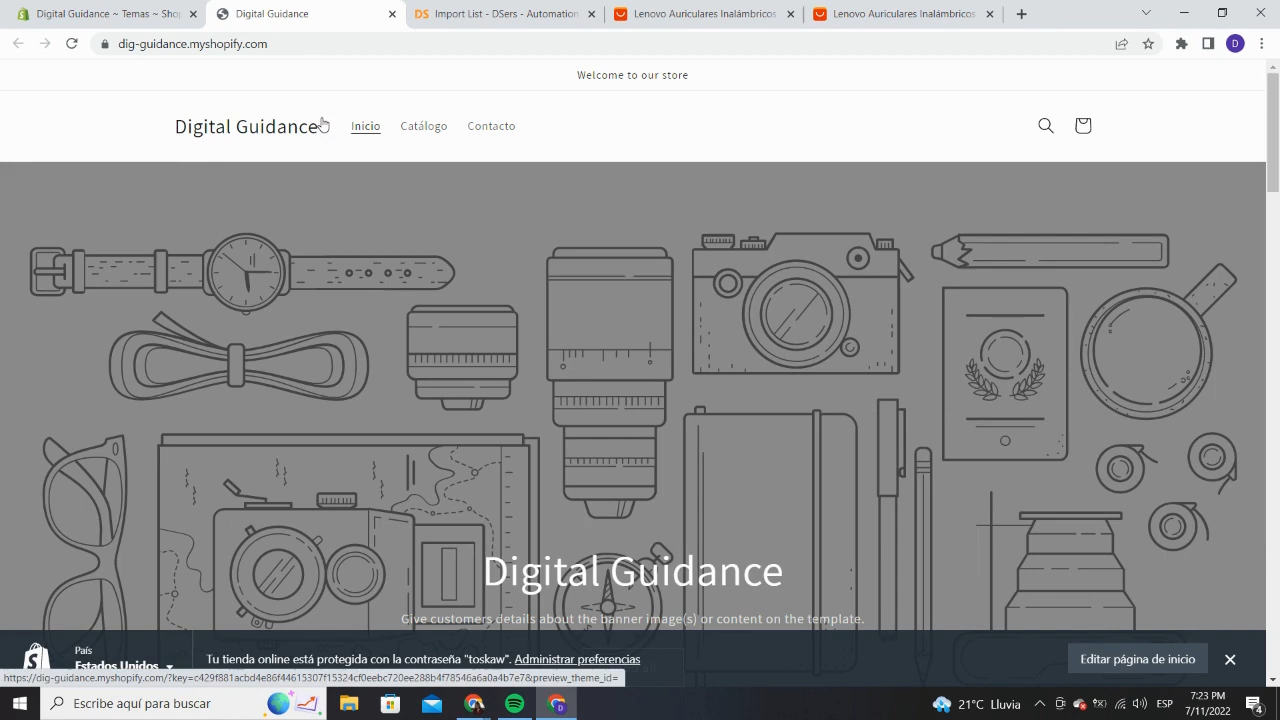 Digital Guidance ~ Temas ~ Sho
Digital Guidance
Import List - DSers - Automation
Lenovo Auriculares Inalámbricos
Lenovo Auriculares Inalámbricos
dig-guidance.myshopify.com
D
Welcome to our store
Digital Guidance
Inicio
Catálogo
Contacto
Digital Guidance
Give customers details about the banner image(s) or content on the template.
País
Estados Unidos
Tu tienda online está protegida con la contraseña "toskaw". Administrar preferencias
Editar página de inicio
https://dig-guidance.myshopify.com/?key=c429f881acbd4e86f44615307f15324cf0eebc720ee288b4f78546a6a0a4b7e7&preview_theme_id=
Escribe aquí para buscar
21°C Lluvia
ESP
7:23 PM
7/11/2022
4